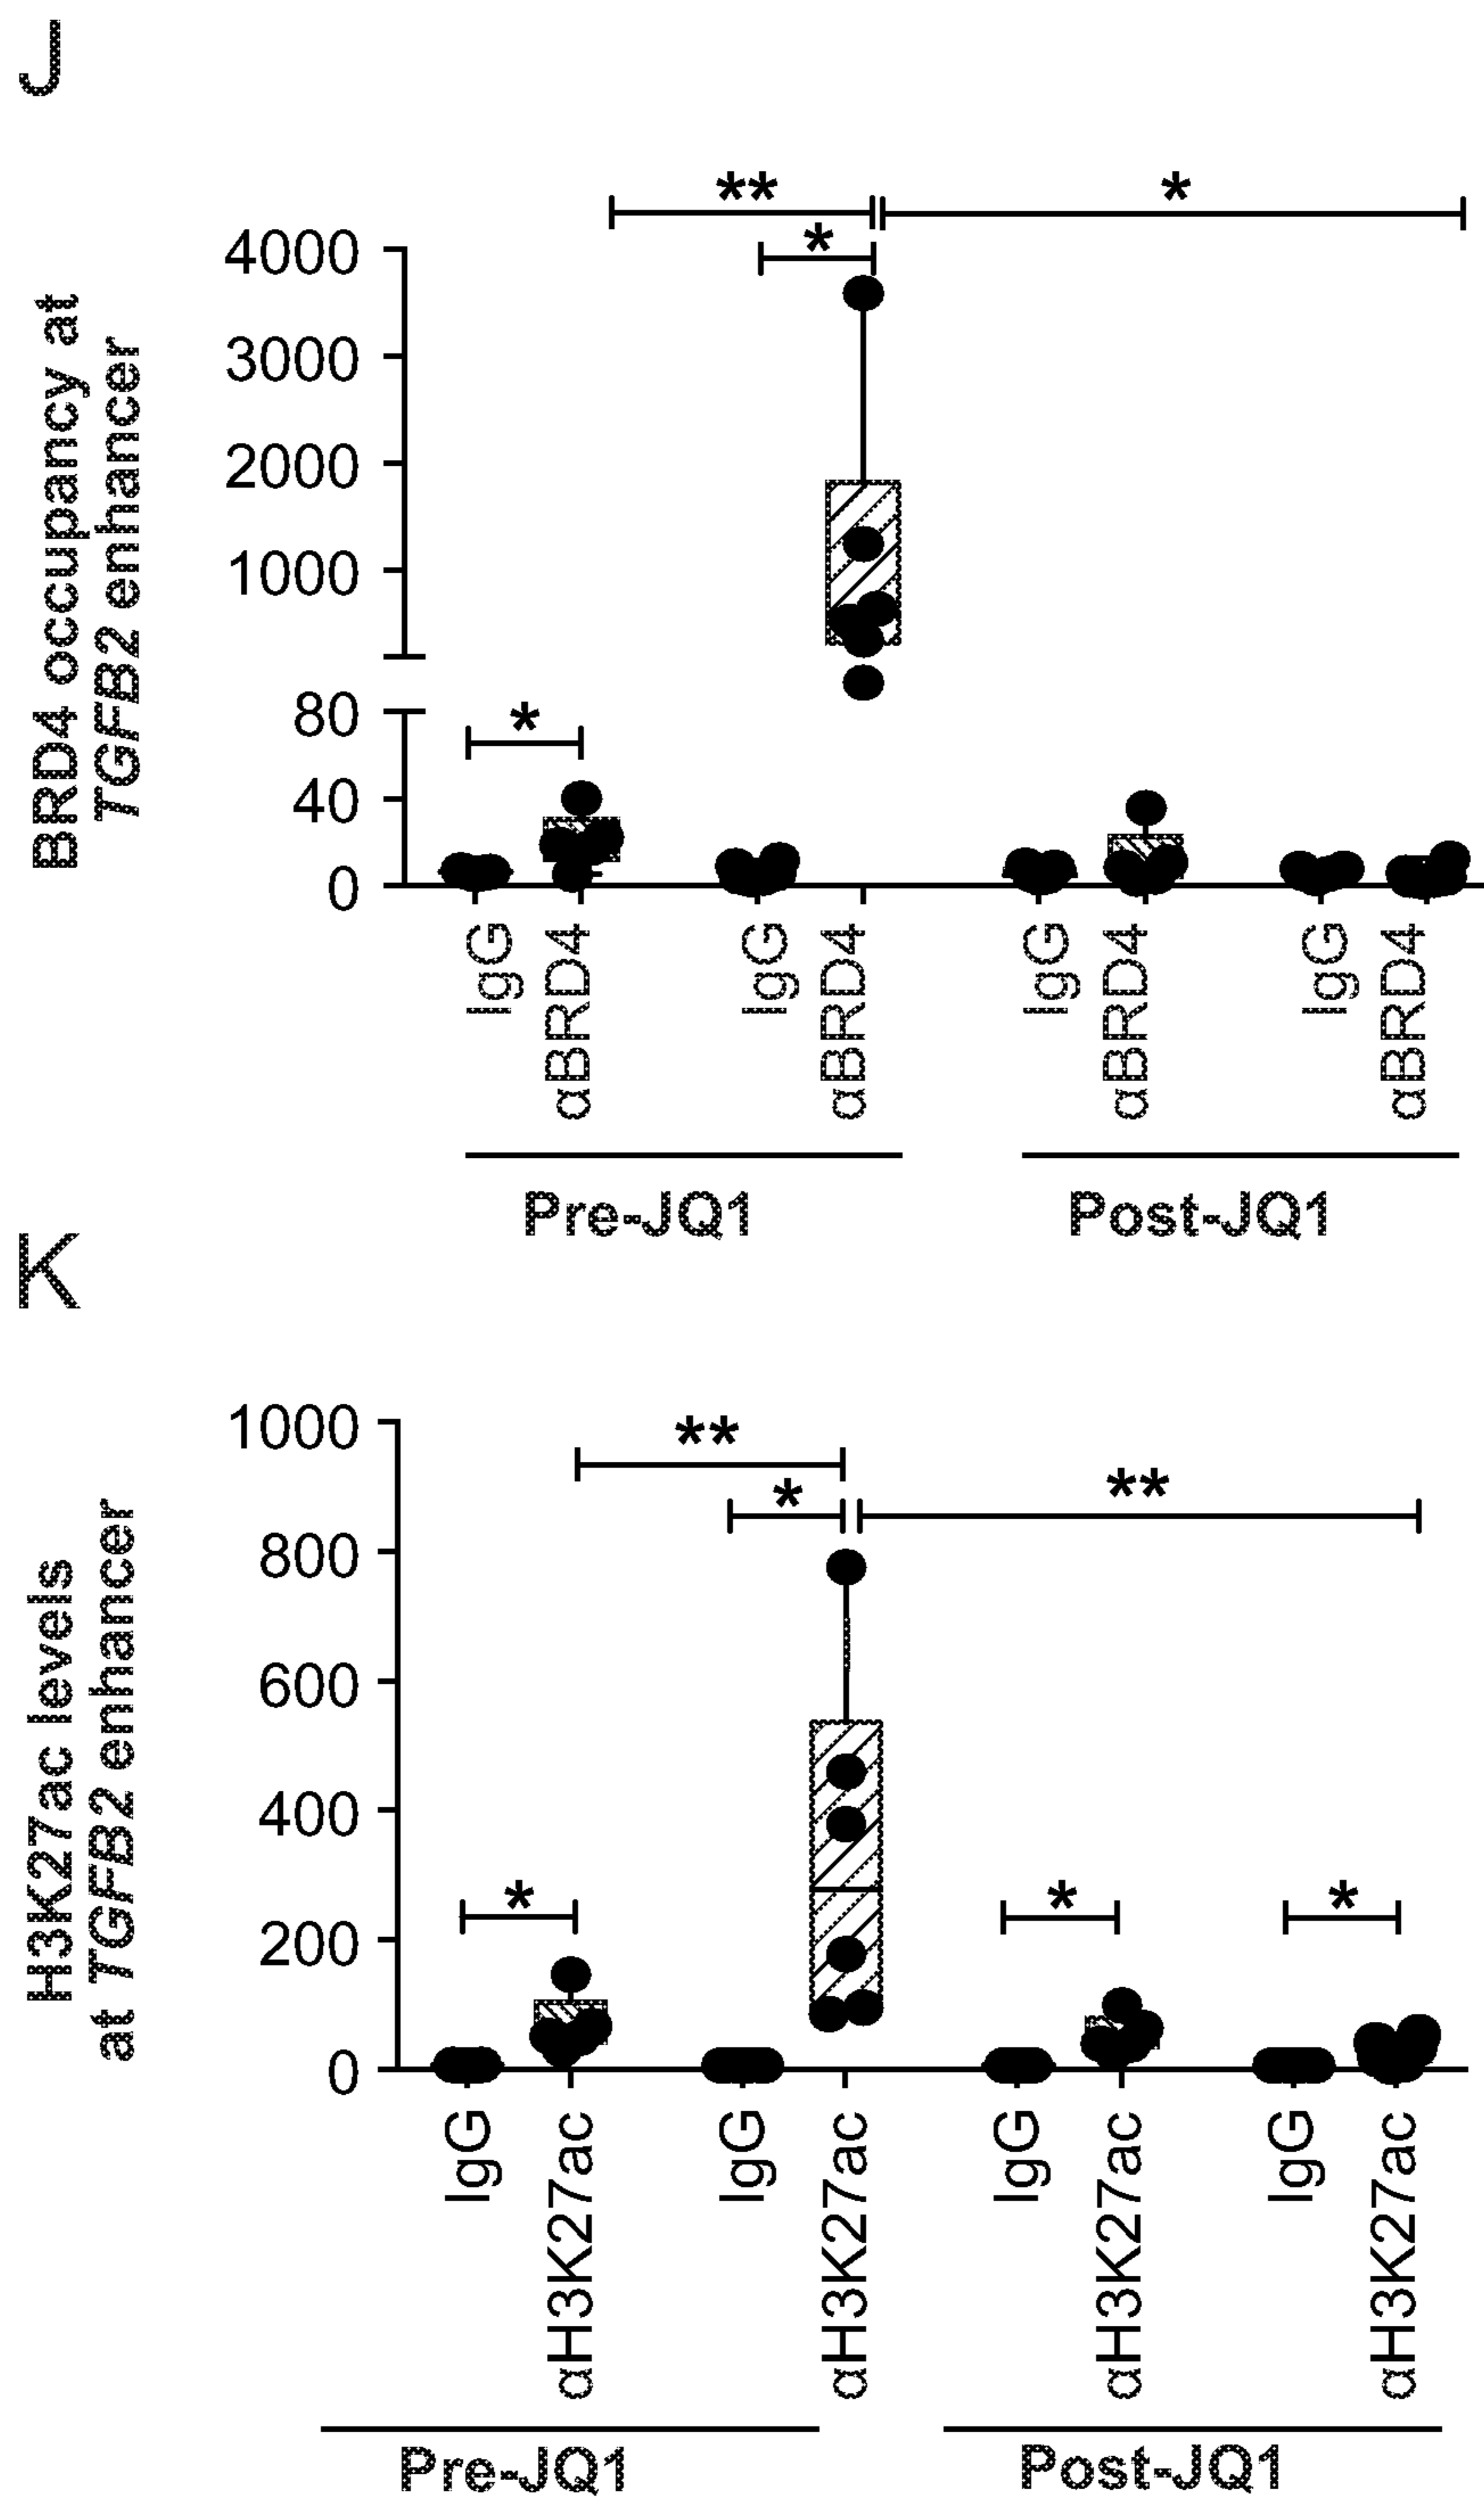 J
BRD4 occupancy at
TGFB2 enhancer
** *
*
4000
3000
2000
1000
80
*
40
0
IgG
αBRD4
IgG
αBRD4
IgG
αBRD4
IgG
αBRD4
Pre-JQ1 Post-JQ1
K
H3K27ac levels
at TGFB2 enhancer
1000
** **
*
800
600
400
* * *
200
0
IgG
αH3K27ac
IgG
αH3K27ac
IgG
αH3K27ac
IgG
αH3K27ac
Pre-JQ1 Post-JQ1